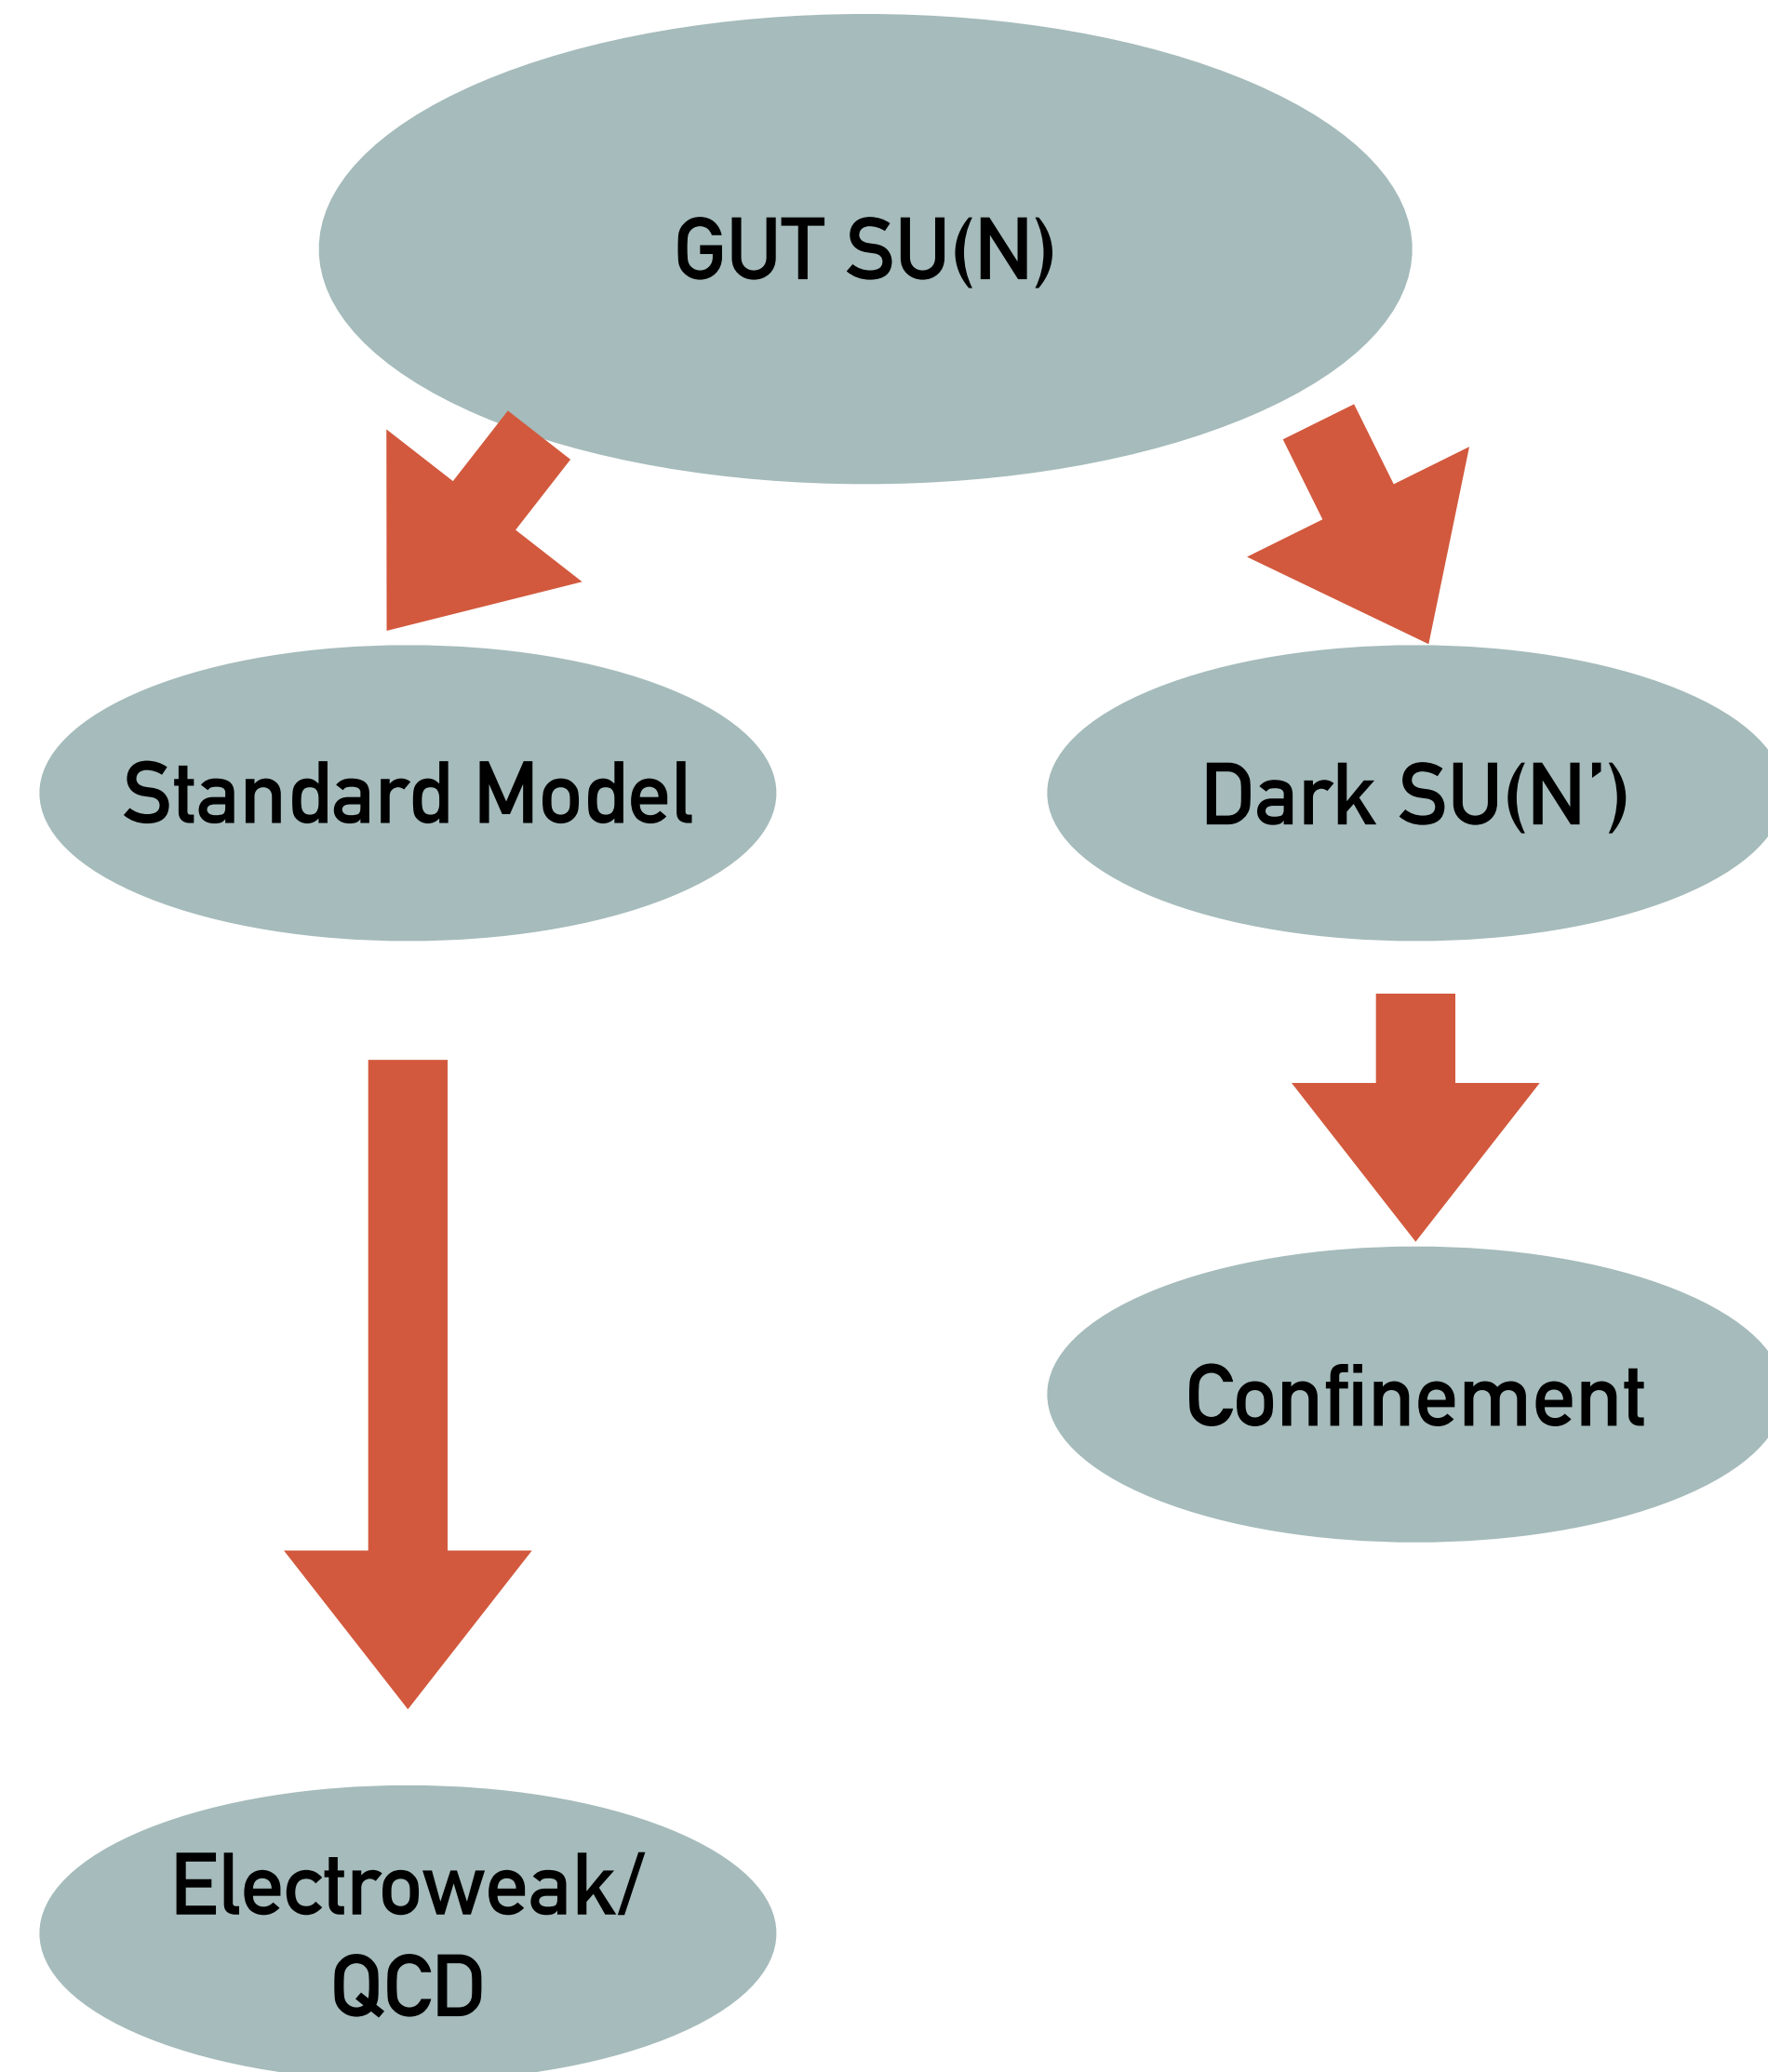 GUT SU(N)
Standard Model
Dark SU(N')
Confinement
Electroweak/
QCD